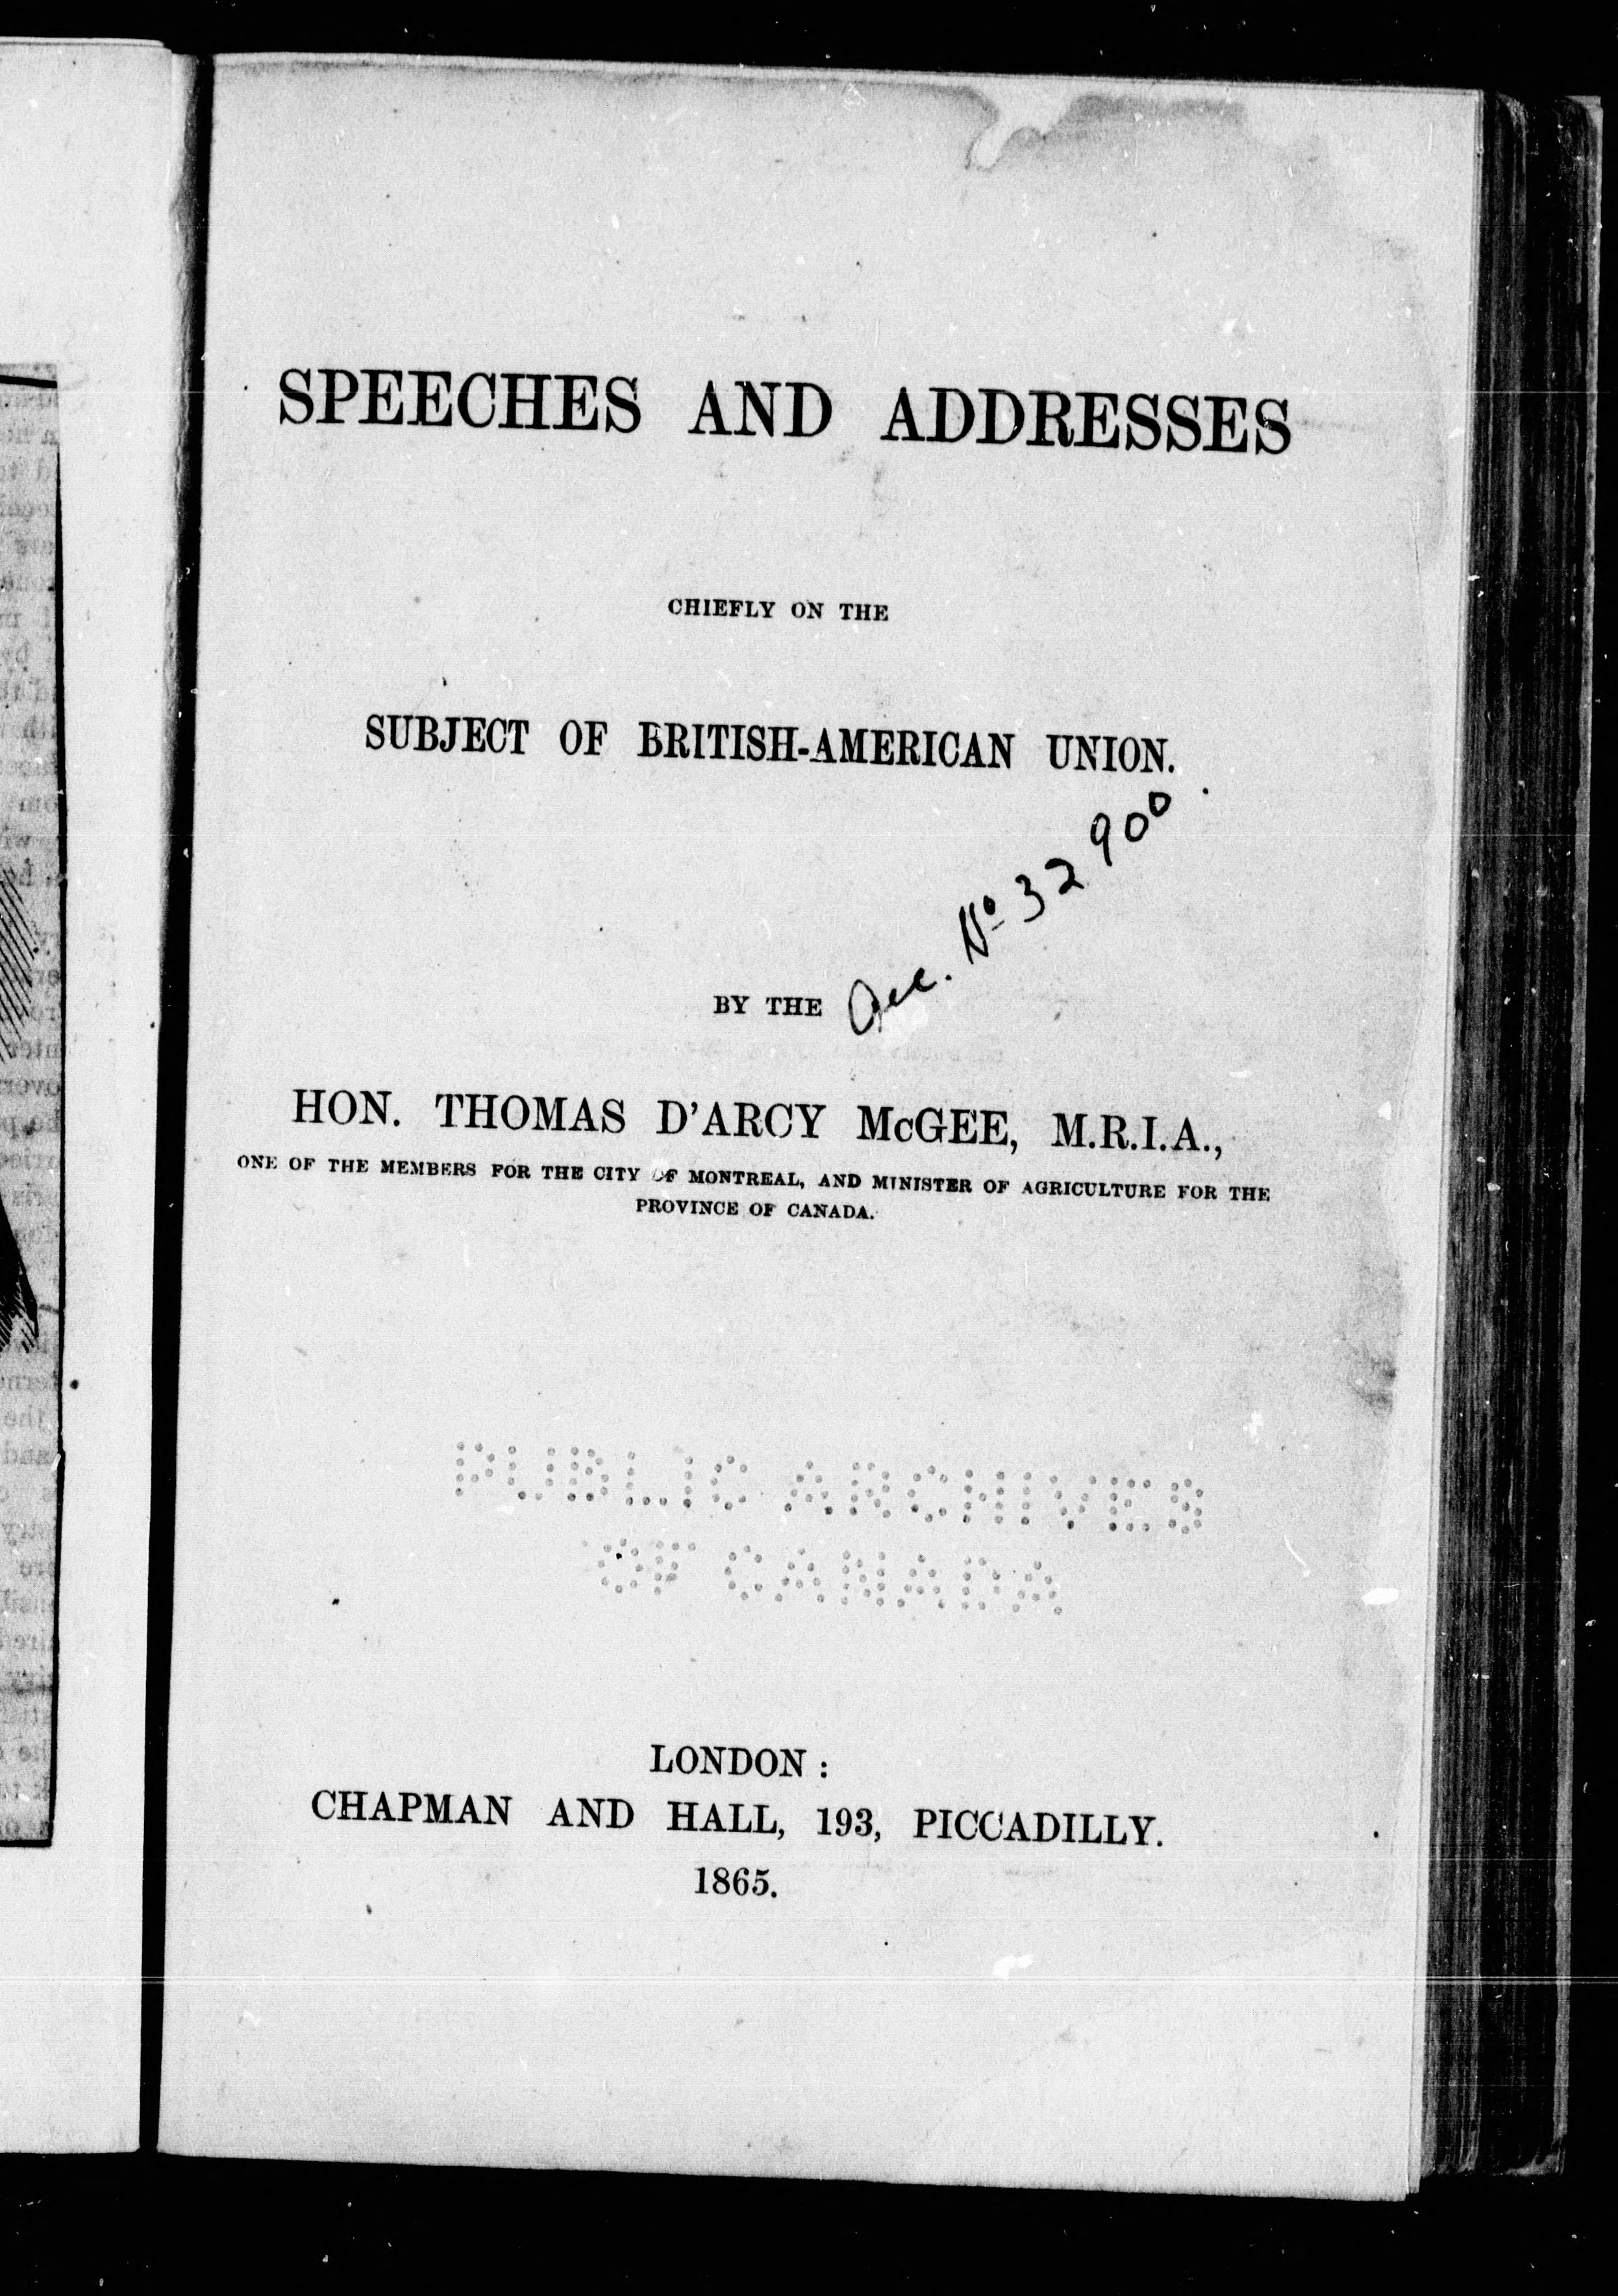 SPEECHES AND ADDRESSES
CHIEFLY ON THE
SUBJECT OF BRITISH-AMERICAN UNION.
Acc. No 32900
BY THE
HON. THOMAS D'ARCY McGEE, M.R.I.A.,
ONE OF THE MEMBERS FOR THE CITY OF MONTREAL, AND MINISTER OF AGRICULTURE FOR THE
PROVINCE OF CANADA.
PUBLIC ARCHIVES
OF CANADA
LONDON:
CHAPMAN AND HALL, 193, PICCADILLY.
1865.